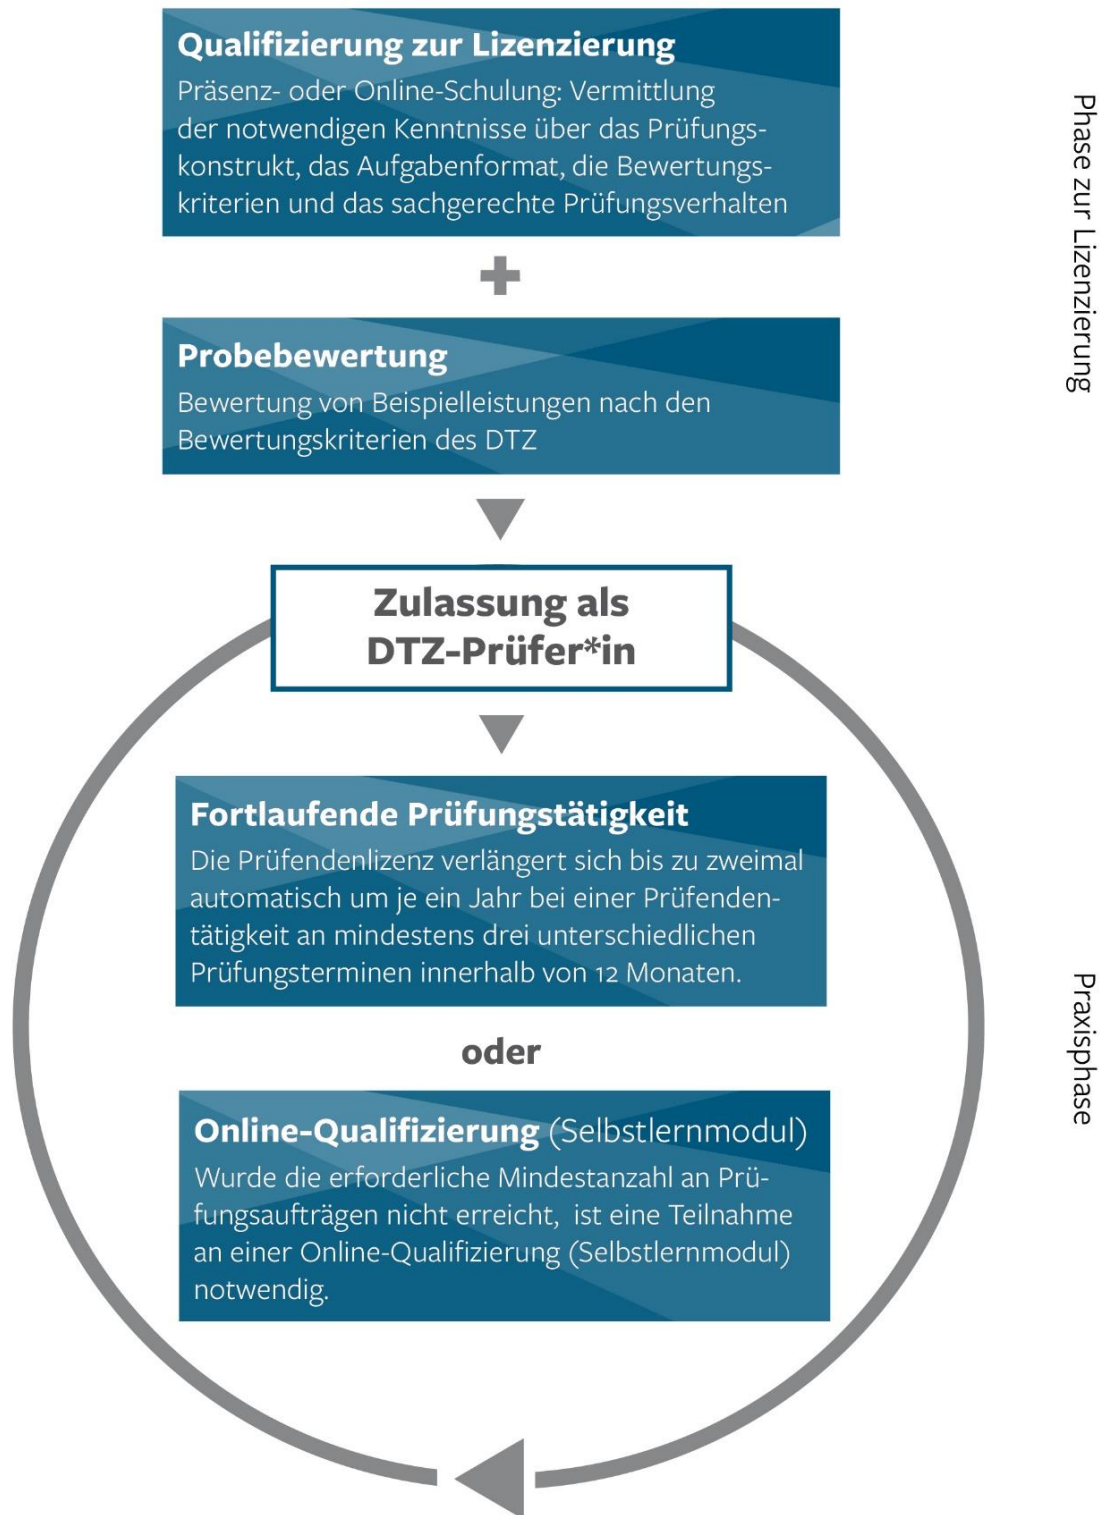 Qualifizierung zur Lizenzierung
Präsenz- oder Online-Schulung: Vermittlung
der notwendigen Kenntnisse über das Prüfungs-
konstrukt, das Aufgabenformat, die Bewertungs-
kriterien und das sachgerechte Prüfungsverhalten
Probebewertung
Bewertung von Beispielleistungen nach den
Bewertungskriterien des DTZ
Phase zur Lizenzierung
Zulassung als
DTZ-Prüfer*in
Fortlaufende Prüfungstätigkeit
Die Prüfendenlizenz verlängert sich bis zu zweimal
automatisch um je ein Jahr bei einer Prüfenden-
tätigkeit an mindestens drei unterschiedlichen
Prüfungsterminen innerhalb von 12 Monaten.
oder
Online-Qualifizierung (Selbstlernmodul)
Wurde die erforderliche Mindestanzahl an Prü-
fungsaufträgen nicht erreicht, ist eine Teilnahme
an einer Online-Qualifizierung (Selbstlernmodul)
notwendig.
Praxisphase